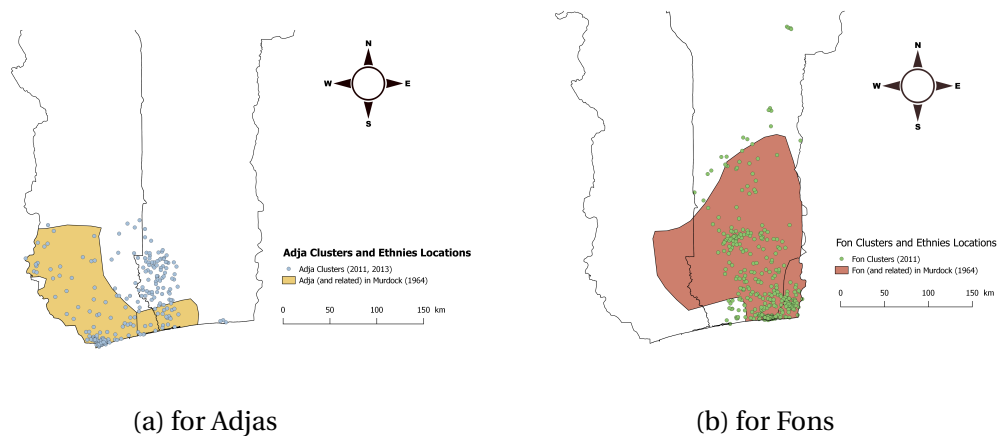 N
W E
S
Adja Clusters and Ethnies Locations
Adja Clusters (2011, 2013)
Adja (and related) in Murdock (1964)
0 50 100 150 km
(a) for Adjas
N
W E
S
Fon Clusters and Ethnies Locations
Fon Clusters (2011)
Fon (and related) in Murdock (1964)
0 50 100 150 km
(b) for Fons